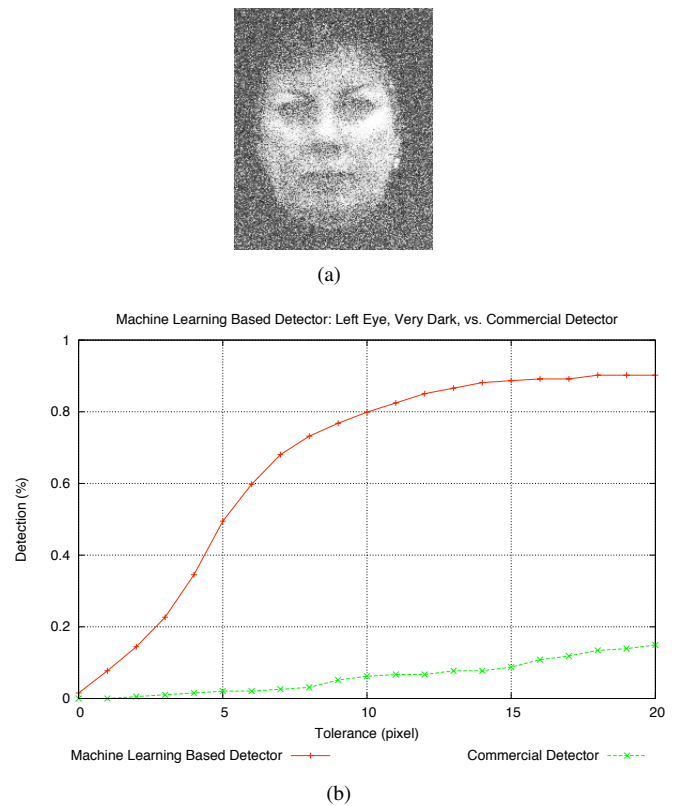 (a)
Machine Learning Based Detector: Left Eye, Very Dark, vs. Commercial Detector
1
0.8
0.6
0.4
0.2
0
Detection (%)
0 5 10 15 20
Tolerance (pixel)
Machine Learning Based Detector Commercial Detector
(b)